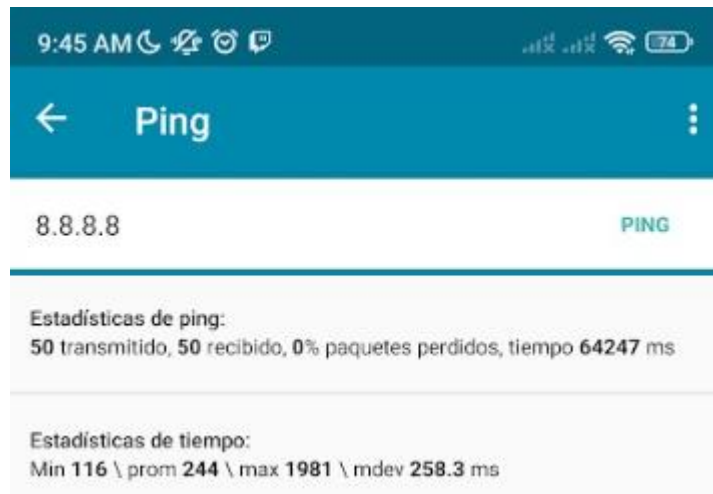 9:45 AM 74
Ping
8.8.8.8 PING
Estadísticas de ping:
50 transmitido, 50 recibido, 0% paquetes perdidos, tiempo 64247 ms
Estadísticas de tiempo:
Min 116 \ prom 244 \ max 1981 \ mdev 258.3 ms